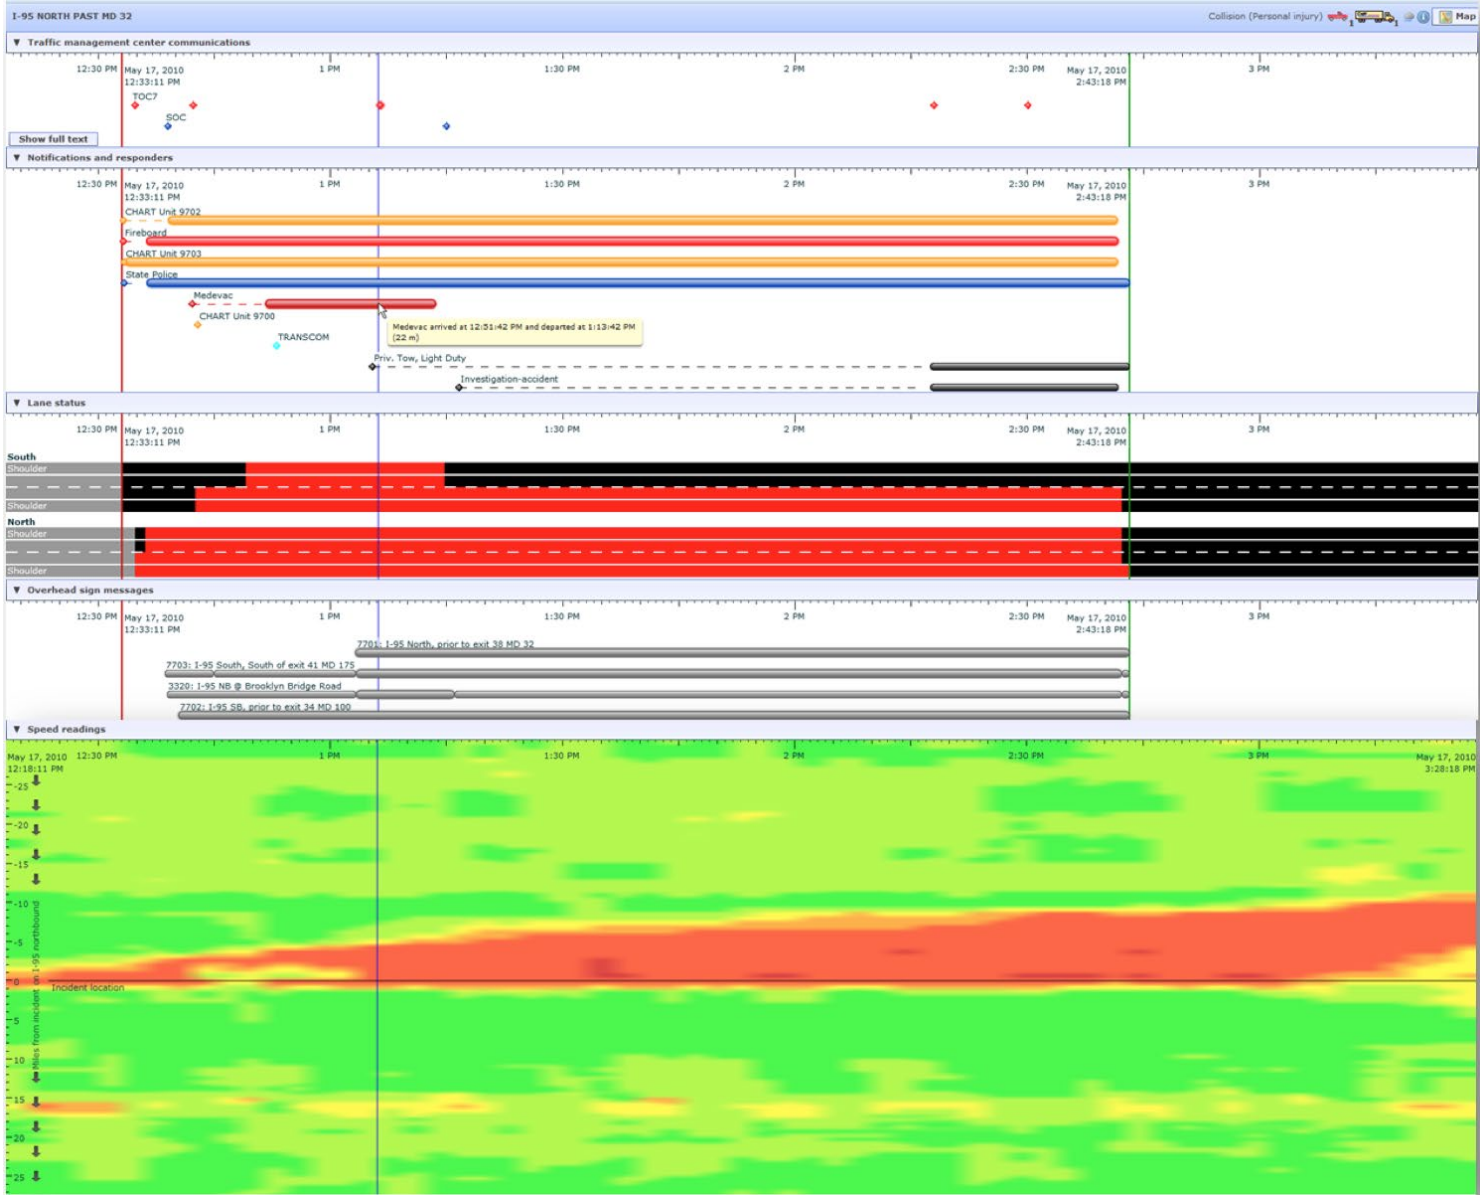 I-95 NORTH PAST MD 32
Collision (Personal injury) 1 1 Map
▼ Traffic management center communications
12:30 PM May 17, 2010 1 PM 1:30 PM 2 PM 2:30 PM May 17, 2010 3 PM
12:33:11 PM 2:43:18 PM
TOC7
SOC
Show full text
▼ Notifications and responders
12:30 PM May 17, 2010 1 PM 1:30 PM 2 PM 2:30 PM May 17, 2010 3 PM
12:33:11 PM 2:43:18 PM
CHART Unit 9702
Fireboard
CHART Unit 9703
State Police
Medevac
CHART Unit 9700
Medevac arrived at 12:51:42 PM and departed at 1:13:42 PM
(22 m)
TRANSCOM
Priv. Tow, Light Duty
Investigation-accident
▼ Lane status
12:30 PM May 17, 2010 1 PM 1:30 PM 2 PM 2:30 PM May 17, 2010 3 PM
12:33:11 PM 2:43:18 PM
South
Shoulder
Shoulder
North
Shoulder
Shoulder
▼ Overhead sign messages
12:30 PM May 17, 2010 1 PM 1:30 PM 2 PM 2:30 PM May 17, 2010 3 PM
12:33:11 PM 2:43:18 PM
7701: I-95 North, prior to exit 38 MD 32
7703: I-95 South, South of exit 41 MD 175
3320: I-95 NB @ Brooklyn Bridge Road
7702: I-95 SB, prior to exit 34 MD 100
▼ Speed readings
May 17, 2010 12:30 PM 1 PM 1:30 PM 2 PM 2:30 PM 3 PM May 17, 2010
12:18:11 PM 3:28:18 PM
-25
-20
-15
-10
-5
0
Incident location
5
10
15
20
25
Miles from incident on I-95 northbound